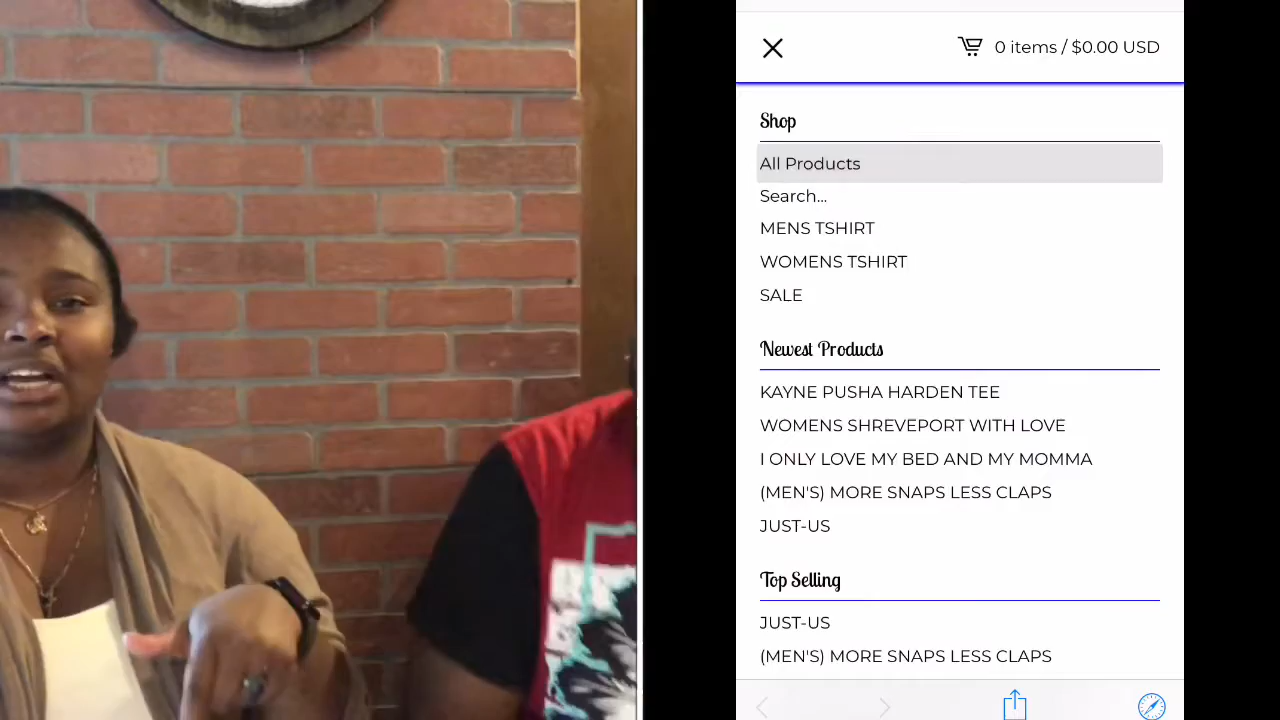 0 items / $0.00 USD
Shop
All Products
Search...
MENS TSHIRT
WOMENS TSHIRT
SALE
Newest Products
KAYNE PUSHA HARDEN TEE
WOMENS SHREVEPORT WITH LOVE
I ONLY LOVE MY BED AND MY MOMMA
(MEN'S) MORE SNAPS LESS CLAPS
JUST-US
Top Selling
JUST-US
(MEN'S) MORE SNAPS LESS CLAPS